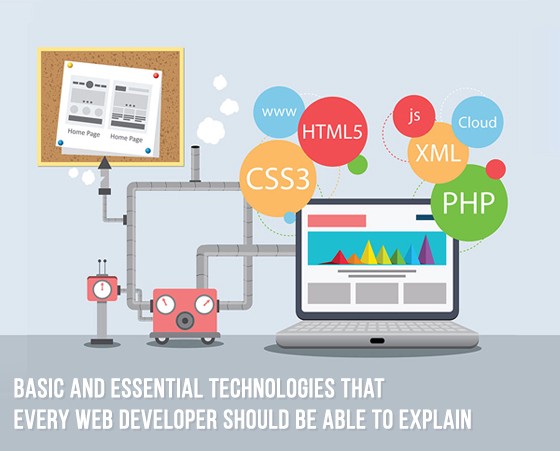 Home Page Home Page
www
HTML5
CSS3
js
Cloud
XML
PHP
BASIC AND ESSENTIAL TECHNOLOGIES THAT
EVERY WEB DEVELOPER SHOULD BE ABLE TO EXPLAIN